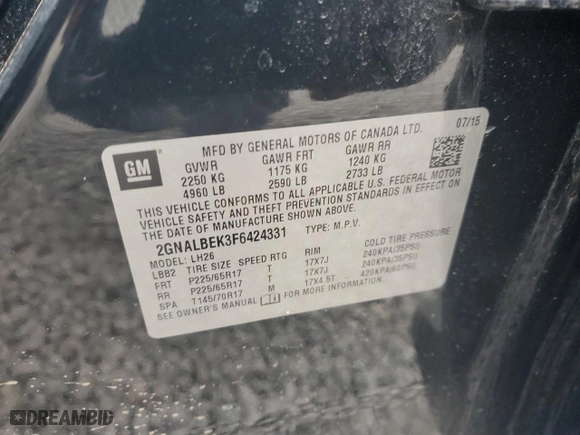 MFD BY GENERAL MOTORS OF CANADA LTD. 07/15
GM
GVWR GAWR FRT GAWR RR
2250 KG 1175 KG 1240 KG
4960 LB 2590 LB 2733 LB
THIS VEHICLE CONFORMS TO ALL APPLICABLE U.S. FEDERAL MOTOR
VEHICLE SAFETY AND THEFT PREVENTION STANDARDS IN EFFECT
ON THE DATE OF MANUFACTURE SHOWN ABOVE.
2GNALBEK3F6424331 TYPE: M.P.V.
MODEL: LH26
LBB2 TIRE SIZE SPEED RTG RIM COLD TIRE PRESSURE
FRT P225/65R17 T 17X7J 240KPA(35PSI)
RR P225/65R17 T 17X7J 240KPA(35PSI)
SPA T145/70R17 M 17X4.5T 420KPA(60PSI)
SEE OWNER'S MANUAL FOR MORE INFORMATION.
DREAMBID